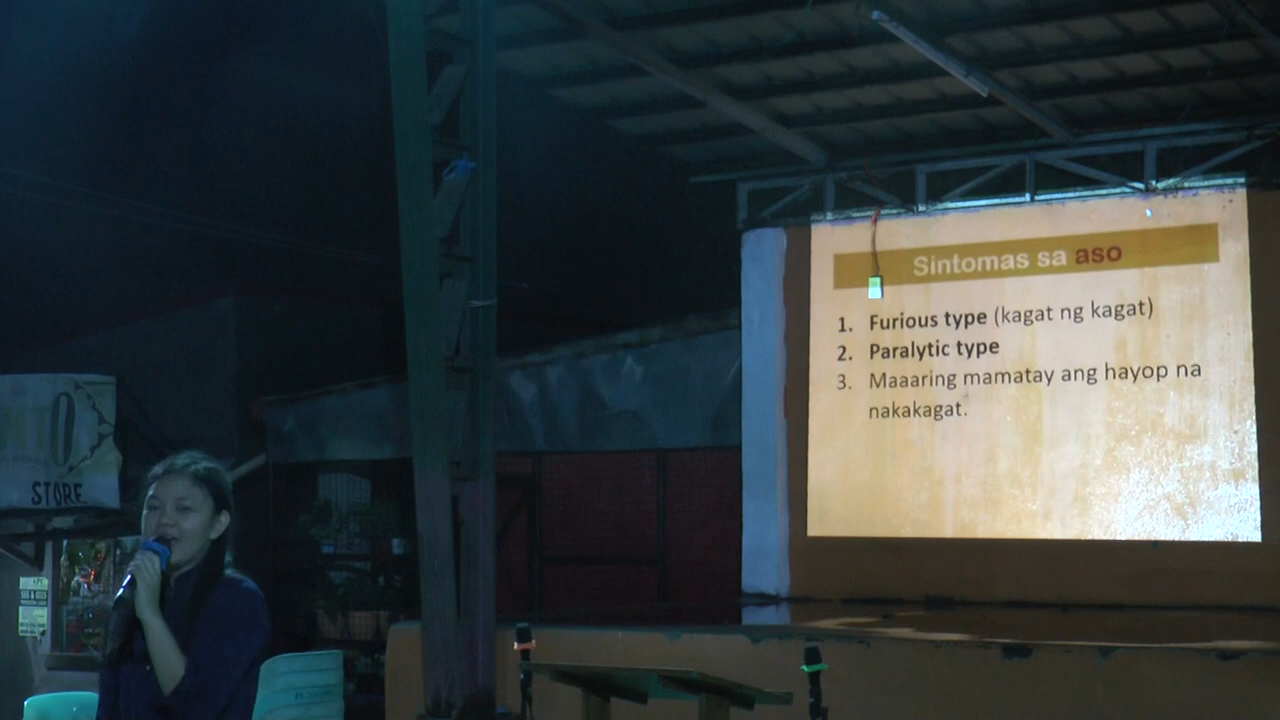 Sintomas sa aso
1. Furious type (kagat ng kagat)
2. Paralytic type
3. Maaaring mamatay ang hayop na
nakakagat.
STORE